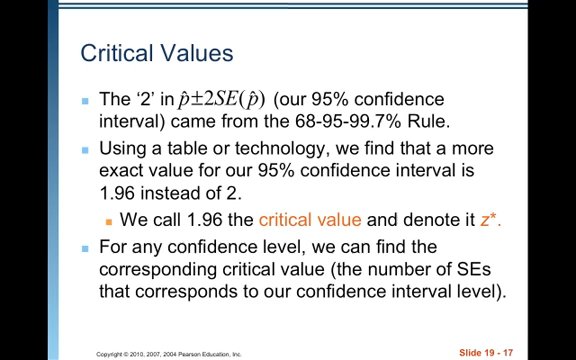 Critical Values
The ‘2’ in p̂±2SE(p̂) (our 95% confidence
interval) came from the 68-95-99.7% Rule.
Using a table or technology, we find that a more
exact value for our 95% confidence interval is
1.96 instead of 2.
We call 1.96 the critical value and denote it z*.
For any confidence level, we can find the
corresponding critical value (the number of SEs
that corresponds to our confidence interval level).
Copyright © 2010, 2007, 2004 Pearson Education, Inc.
Slide 19 - 17